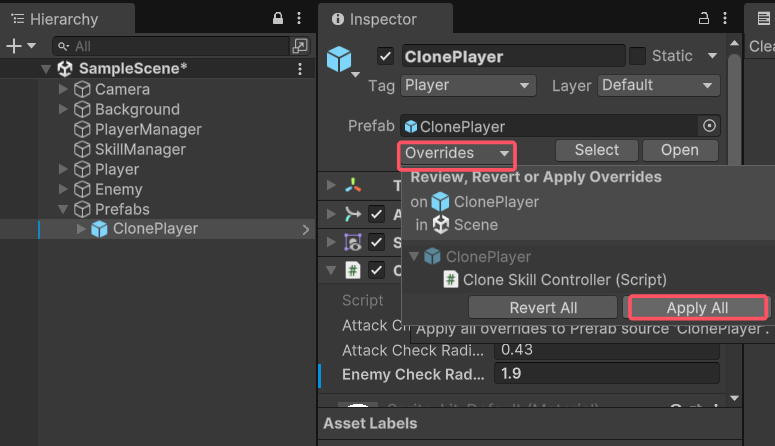 Hierarchy
All
SampleScene*
Camera
Background
PlayerManager
SkillManager
Player
Enemy
Prefabs
ClonePlayer
Inspector
ClonePlayer
Static
Tag
Player
Layer
Default
Prefab
ClonePlayer
Overrides
Select
Open
Review, Revert or Apply Overrides
on ClonePlayer
in Scene
ClonePlayer
Clone Skill Controller (Script)
Revert All
Apply All
Apply all overrides to Prefab source 'ClonePlayer'.
T
A
S
C
Script
Attack C
Attack Check Radi...
0.43
Enemy Check Rad...
1.9
Asset Labels
Clea